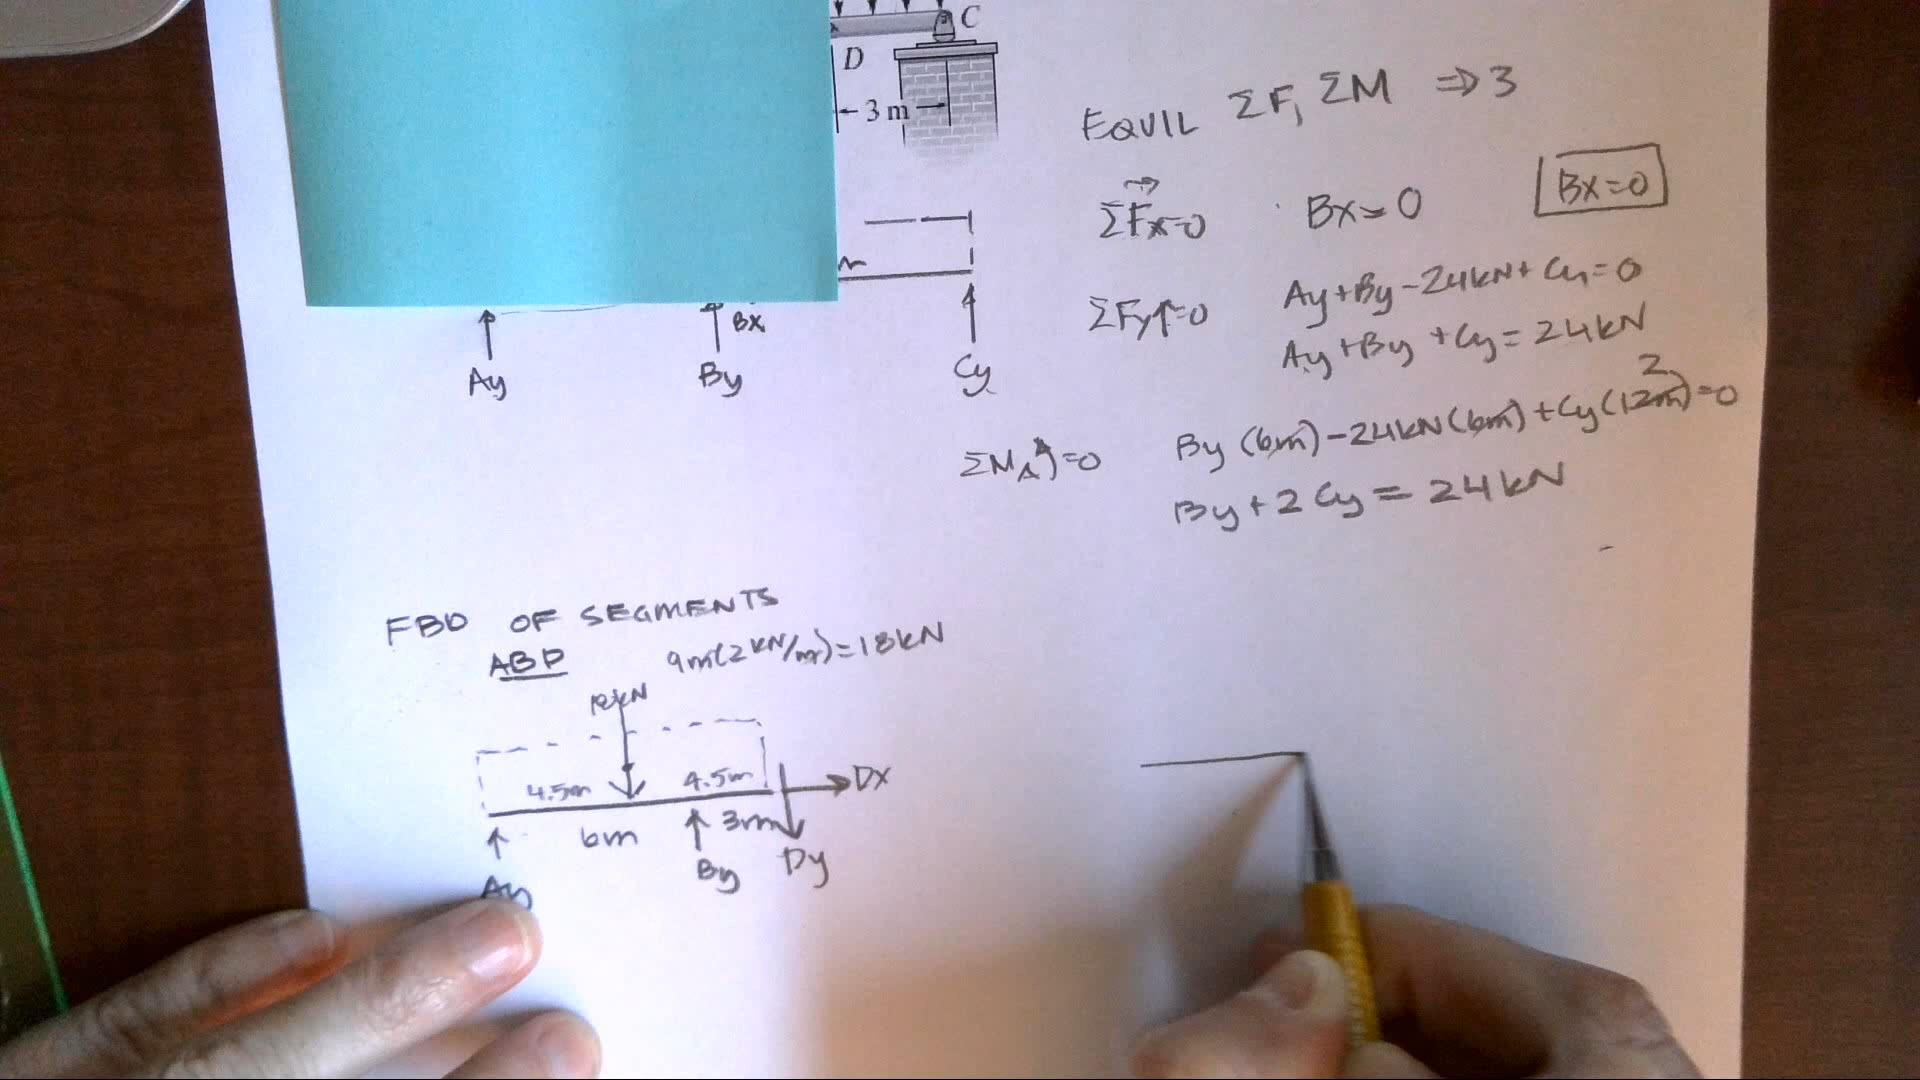 C
D
3 m
Bx
Ay
By
Cy
EQUIL ΣF, ΣM ⇒ 3
ΣFx=0 Bx=0 Bx=0
ΣFy↑=0 Ay+By-24kN+Cy=0
Ay+By+Cy=24kN
ΣMA=0 By(6m)-24kN(6m)+Cy(12m)=0
2
By+2Cy=24kN
FBD OF SEGMENTS
ABD 9m(2kN/m)=18kN
18kN
4.5m 4.5m Dx
6m 3m
Ay By Dy